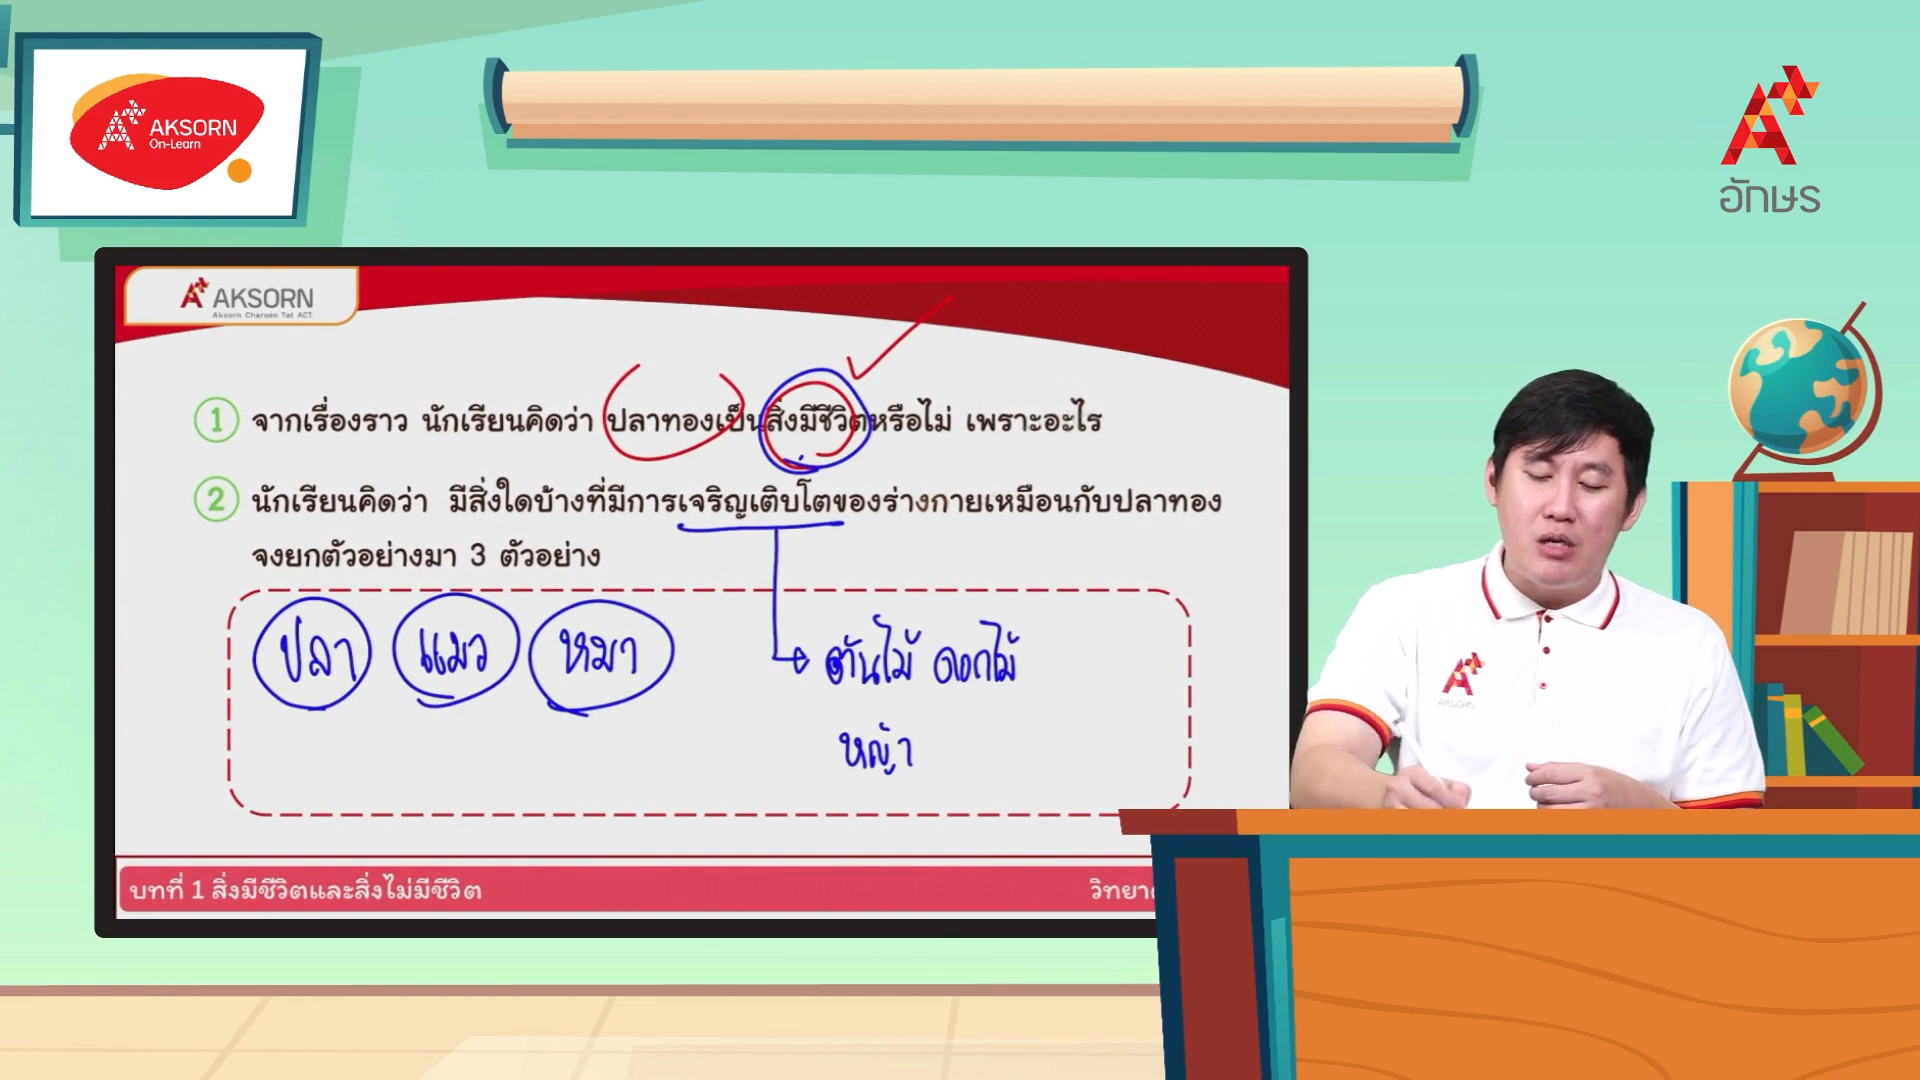 AKSORN
On-Learn
อักษร
AKSORN
Aksorn Charoen Tat ACT.
1 จากเรื่องราว นักเรียนคิดว่า ปลาทองเป็นสิ่งมีชีวิตหรือไม่ เพราะอะไร
2 นักเรียนคิดว่า มีสิ่งใดบ้างที่มีการเจริญเติบโตของร่างกายเหมือนกับปลาทอง
จงยกตัวอย่างมา 3 ตัวอย่าง
ปลา แมว หมา ต้นไม้ ดอกไม้
หญ้า
AKSORN
บทที่ 1 สิ่งมีชีวิตและสิ่งไม่มีชีวิต